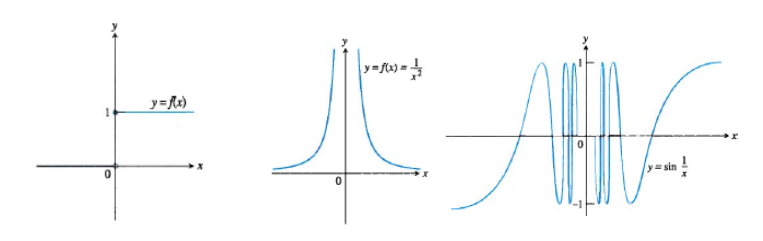 y
1
y = f(x)
0
x
y
y = f(x) = 1/x²
0
x
y
1
0
x
y = sin 1/x
-1